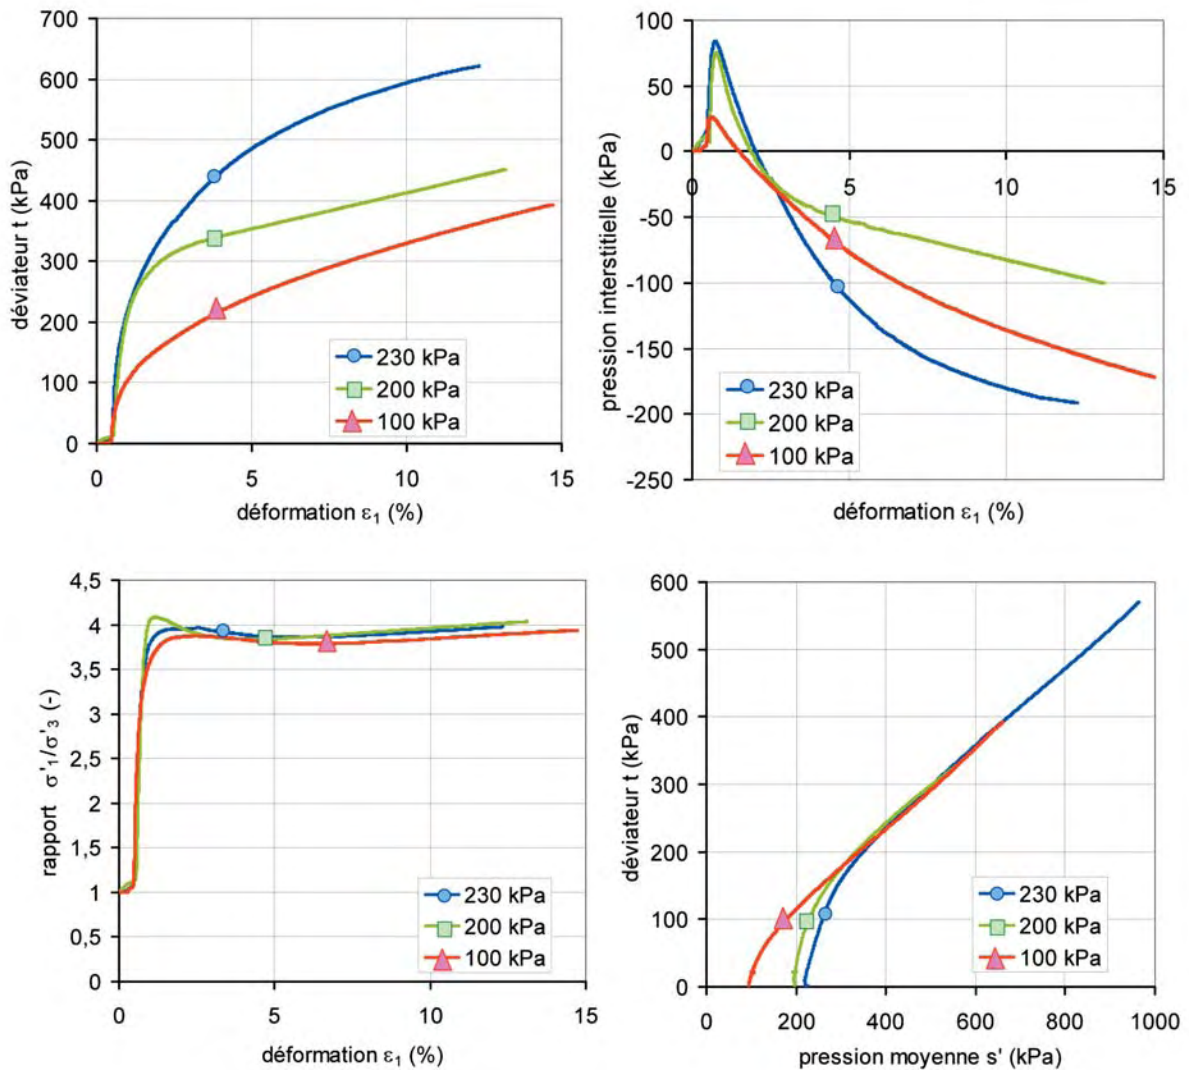 déviateur t (kPa)
700
600
500
400
300
200
100
0
0 5 10 15
déformation ε1 (%)
230 kPa
200 kPa
100 kPa
pression interstitielle (kPa)
100
50
0
-50
-100
-150
-200
-250
0 5 10 15
déformation ε1 (%)
230 kPa
200 kPa
100 kPa
rapport σ'1/σ'3 (-)
4,5
4
3,5
3
2,5
2
1,5
1
0,5
0
0 5 10 15
déformation ε1 (%)
230 kPa
200 kPa
100 kPa
déviateur t (kPa)
600
500
400
300
200
100
0
0 200 400 600 800 1000
pression moyenne s' (kPa)
230 kPa
200 kPa
100 kPa